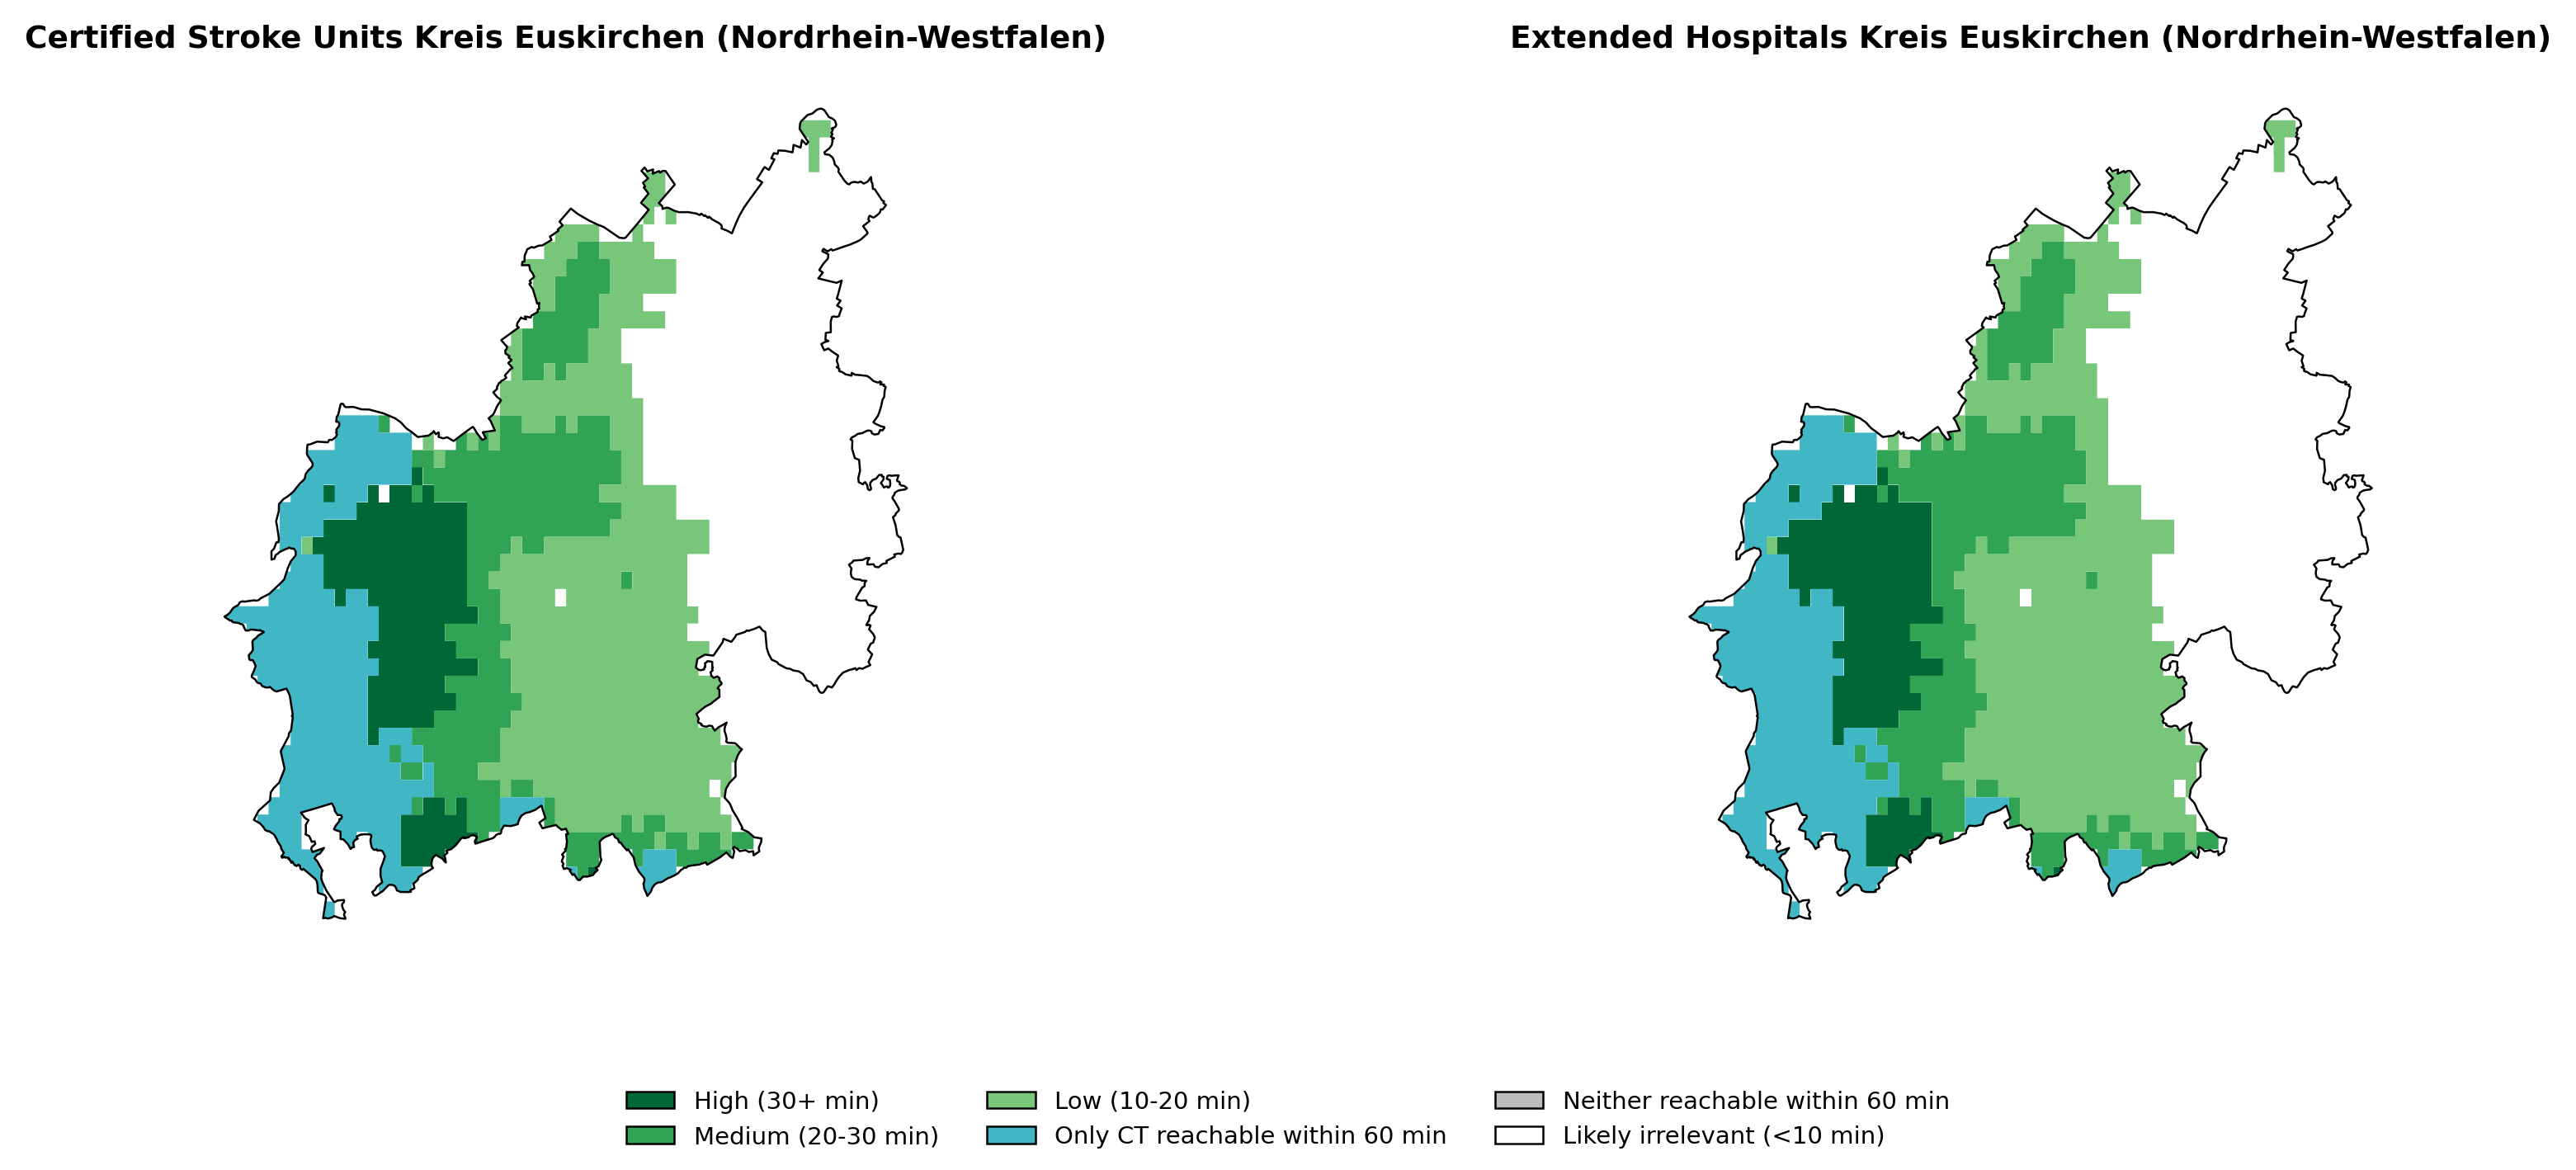 Certified Stroke Units Kreis Euskirchen (Nordrhein-Westfalen)
Extended Hospitals Kreis Euskirchen (Nordrhein-Westfalen)
High (30+ min)
Medium (20-30 min)
Low (10-20 min)
Only CT reachable within 60 min
Neither reachable within 60 min
Likely irrelevant (<10 min)